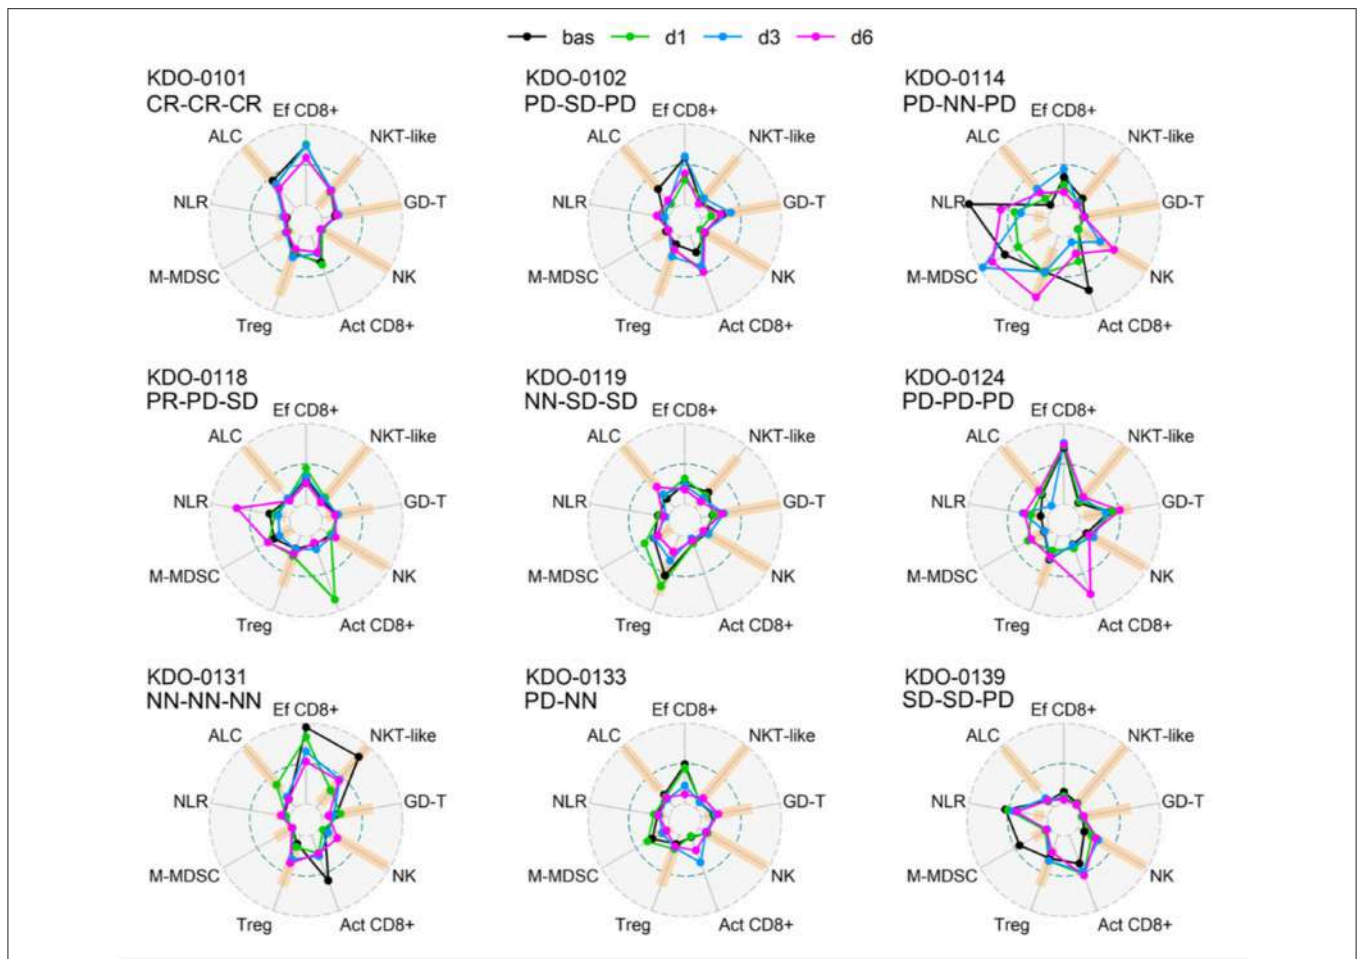 bas d1 d3 d6
KDO-0101
CR-CR-CR
Ef CD8+
NKT-like
GD-T
NK
Act CD8+
Treg
M-MDSC
NLR
ALC
KDO-0102
PD-SD-PD
Ef CD8+
NKT-like
GD-T
NK
Act CD8+
Treg
M-MDSC
NLR
ALC
KDO-0114
PD-NN-PD
Ef CD8+
NKT-like
GD-T
NK
Act CD8+
Treg
M-MDSC
NLR
ALC
KDO-0118
PR-PD-SD
Ef CD8+
NKT-like
GD-T
NK
Act CD8+
Treg
M-MDSC
NLR
ALC
KDO-0119
NN-SD-SD
Ef CD8+
NKT-like
GD-T
NK
Act CD8+
Treg
M-MDSC
NLR
ALC
KDO-0124
PD-PD-PD
Ef CD8+
NKT-like
GD-T
NK
Act CD8+
Treg
M-MDSC
NLR
ALC
KDO-0131
NN-NN-NN
Ef CD8+
NKT-like
GD-T
NK
Act CD8+
Treg
M-MDSC
NLR
ALC
KDO-0133
PD-NN
Ef CD8+
NKT-like
GD-T
NK
Act CD8+
Treg
M-MDSC
NLR
ALC
KDO-0139
SD-SD-PD
Ef CD8+
NKT-like
GD-T
NK
Act CD8+
Treg
M-MDSC
NLR
ALC